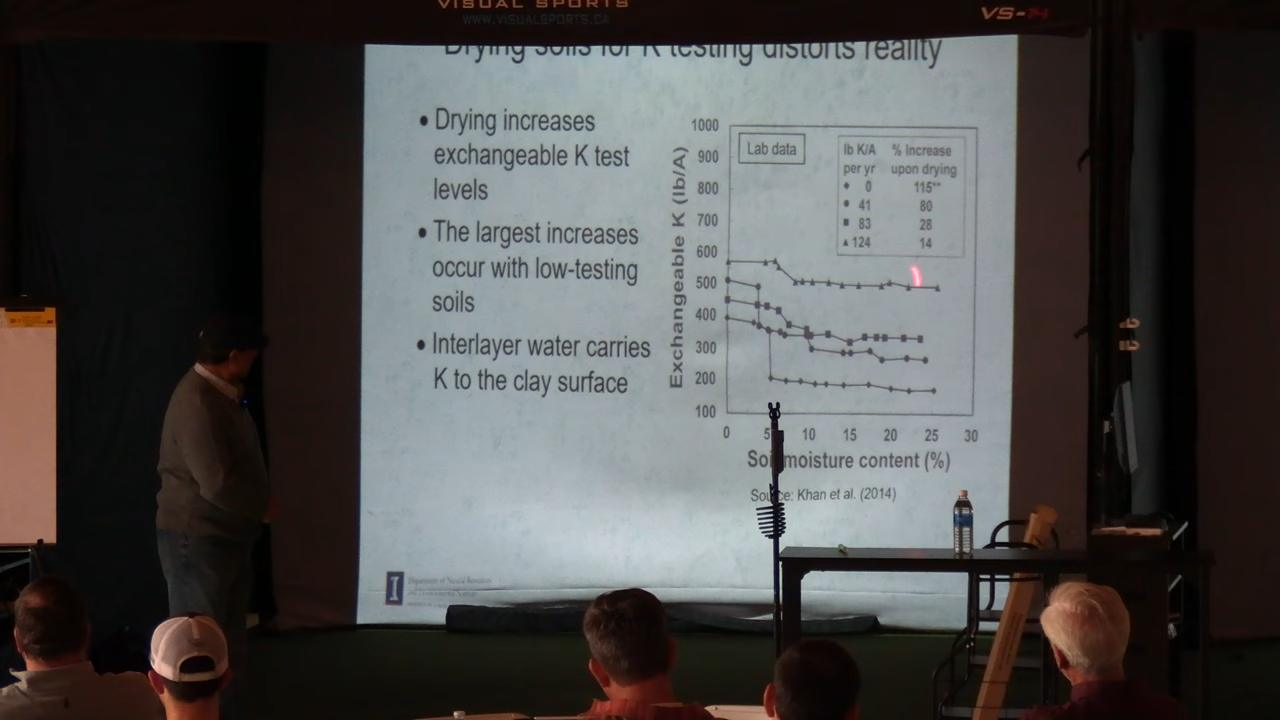 VISUAL SPORTS
WWW.VISUALSPORTS.CA
VS-74
Drying soils for K testing distorts reality
• Drying increases
exchangeable K test
levels
• The largest increases
occur with low-testing
soils
• Interlayer water carries
K to the clay surface
Exchangeable K (lb/A)
1000
900
800
700
600
500
400
300
200
100
Lab data
lb K/A % Increase
per yr upon drying
0 115**
41 80
83 28
124 14
0 5 10 15 20 25 30
Soil moisture content (%)
Source: Khan et al. (2014)
I
Department of Natural Resources